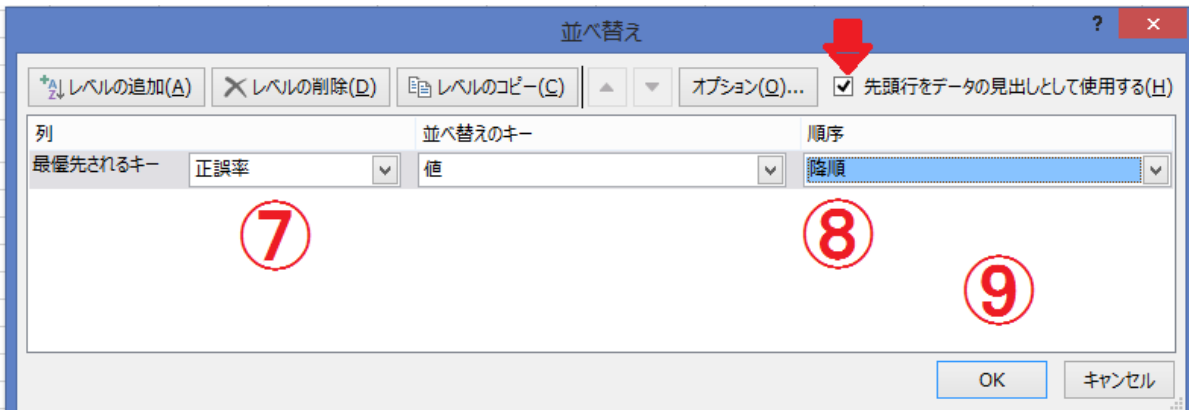 並べ替え
?
レベルの追加(A) レベルの削除(D) レベルのコピー(C) オプション(O)... 先頭行をデータの見出しとして使用する(H)
列 並べ替えのキー 順序
最優先されるキー 正誤率 値 降順
⑦ ⑧
⑨
OK キャンセル